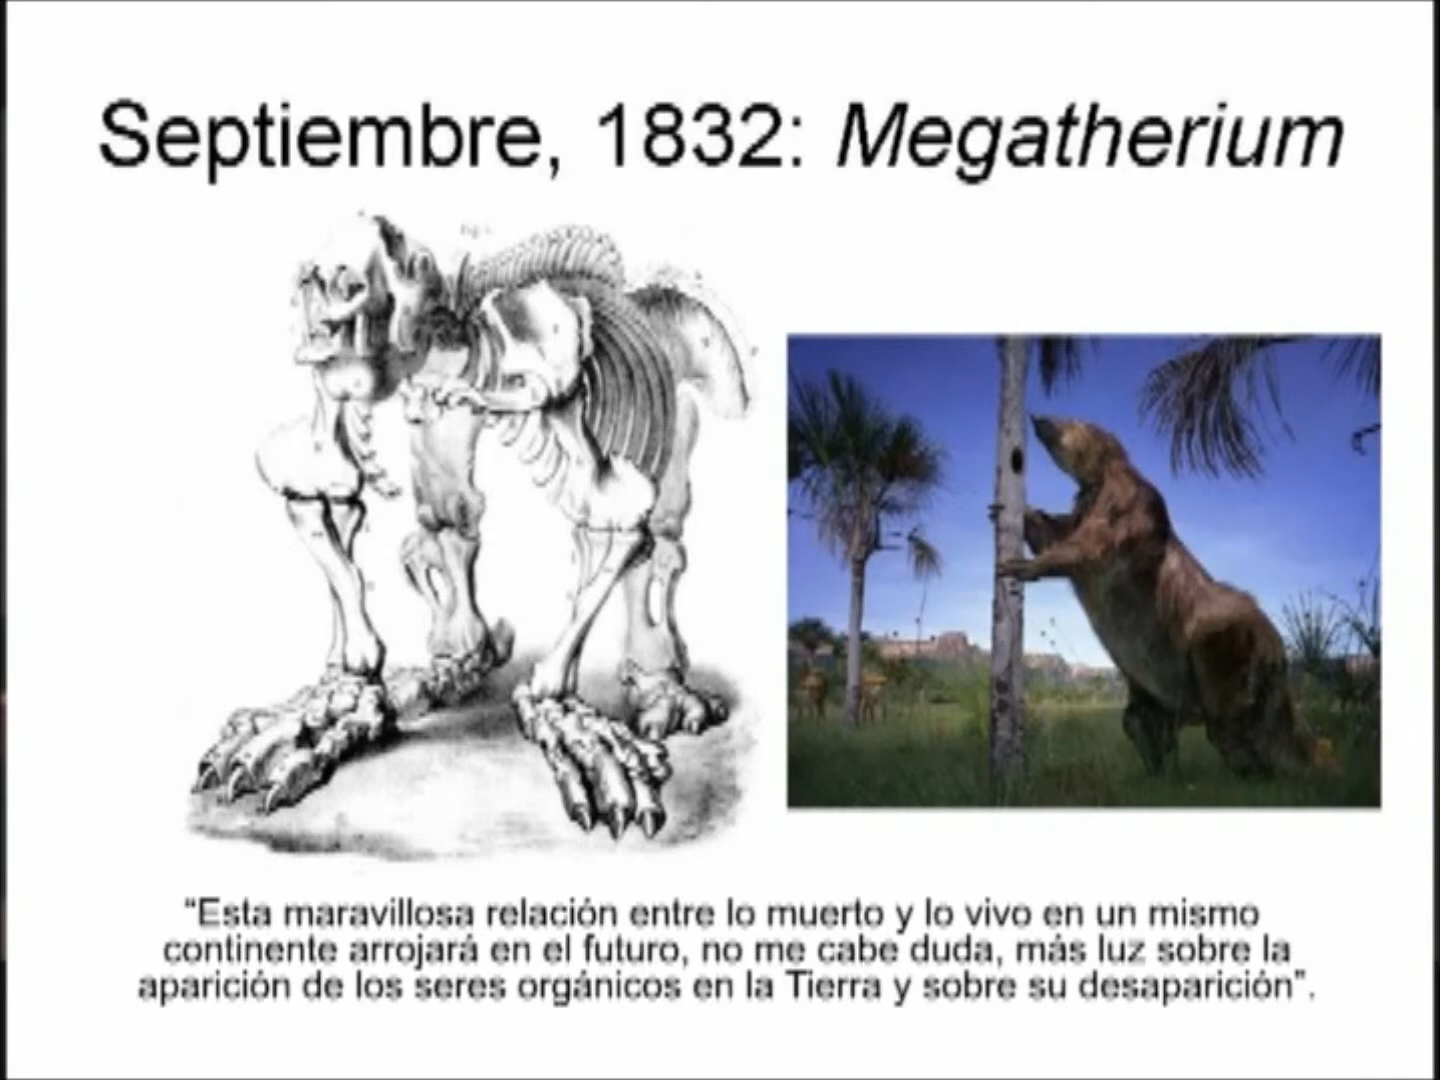 Septiembre, 1832: Megatherium
“Esta maravillosa relación entre lo muerto y lo vivo en un mismo
continente arrojará en el futuro, no me cabe duda, más luz sobre la
aparición de los seres orgánicos en la Tierra y sobre su desaparición”.